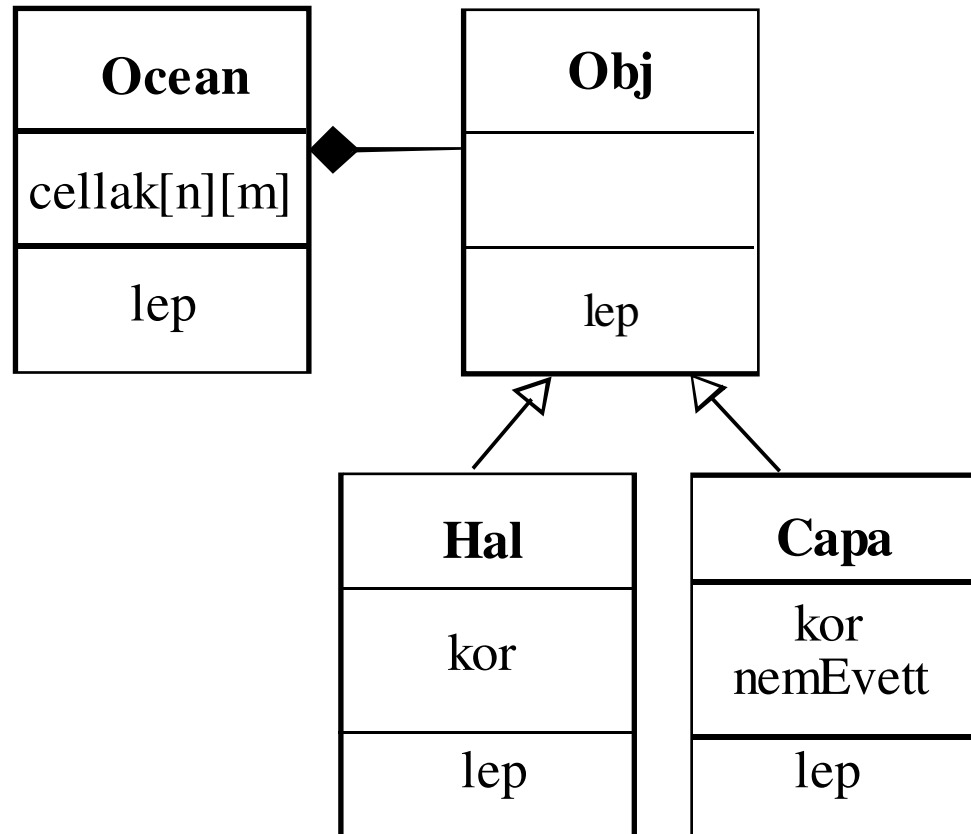 Ocean
cellak[n][m]
lep
Obj
lep
Hal
kor
lep
Capa
kor
nemEvett
lep